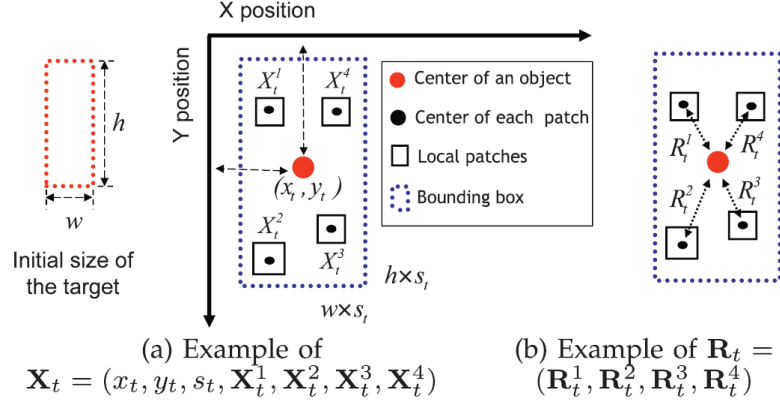 X position
Y position
h
w
Initial size of
the target
X_t^1
X_t^4
(x_t, y_t)
X_t^2
X_t^3
h×s_t
w×s_t
Center of an object
Center of each patch
Local patches
Bounding box
R_t^1
R_t^4
R_t^2
R_t^3
(a) Example of
𝐗_t = (x_t, y_t, s_t, 𝐗_t^1, 𝐗_t^2, 𝐗_t^3, 𝐗_t^4)
(b) Example of 𝐑_t =
(𝐑_t^1, 𝐑_t^2, 𝐑_t^3, 𝐑_t^4)